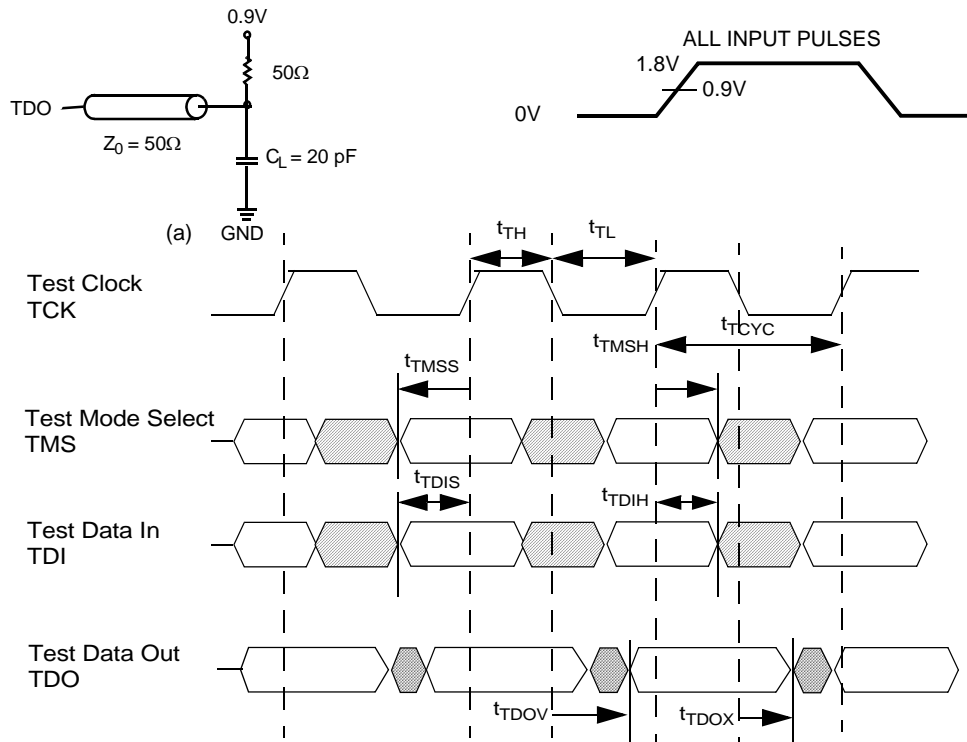 0.9V
50Ω
TDO
Z0 = 50Ω
CL = 20 pF
(a)
GND
ALL INPUT PULSES
1.8V
0.9V
0V
tTH
tTL
Test Clock
TCK
tTCYC
tTMSH
tTMSS
Test Mode Select
TMS
tTDIS
tTDIH
Test Data In
TDI
Test Data Out
TDO
tTDOV
tTDOX